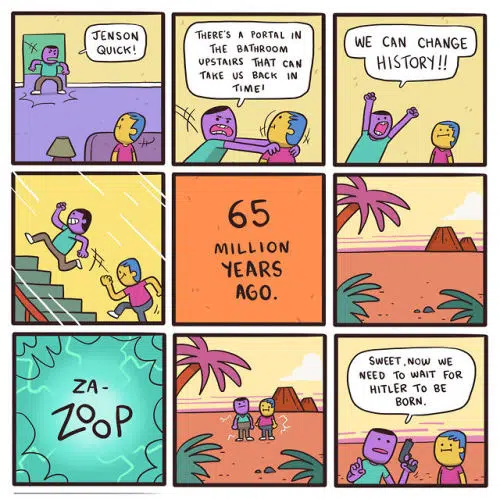 JENSON
QUICK!
THERE'S A PORTAL IN
THE BATHROOM
UPSTAIRS THAT CAN
TAKE US BACK IN
TIME!
WE CAN CHANGE
HISTORY!!
65
MILLION
YEARS
AGO.
ZA-
ZOOP
SWEET, NOW WE
NEED TO WAIT FOR
HITLER TO BE
BORN.